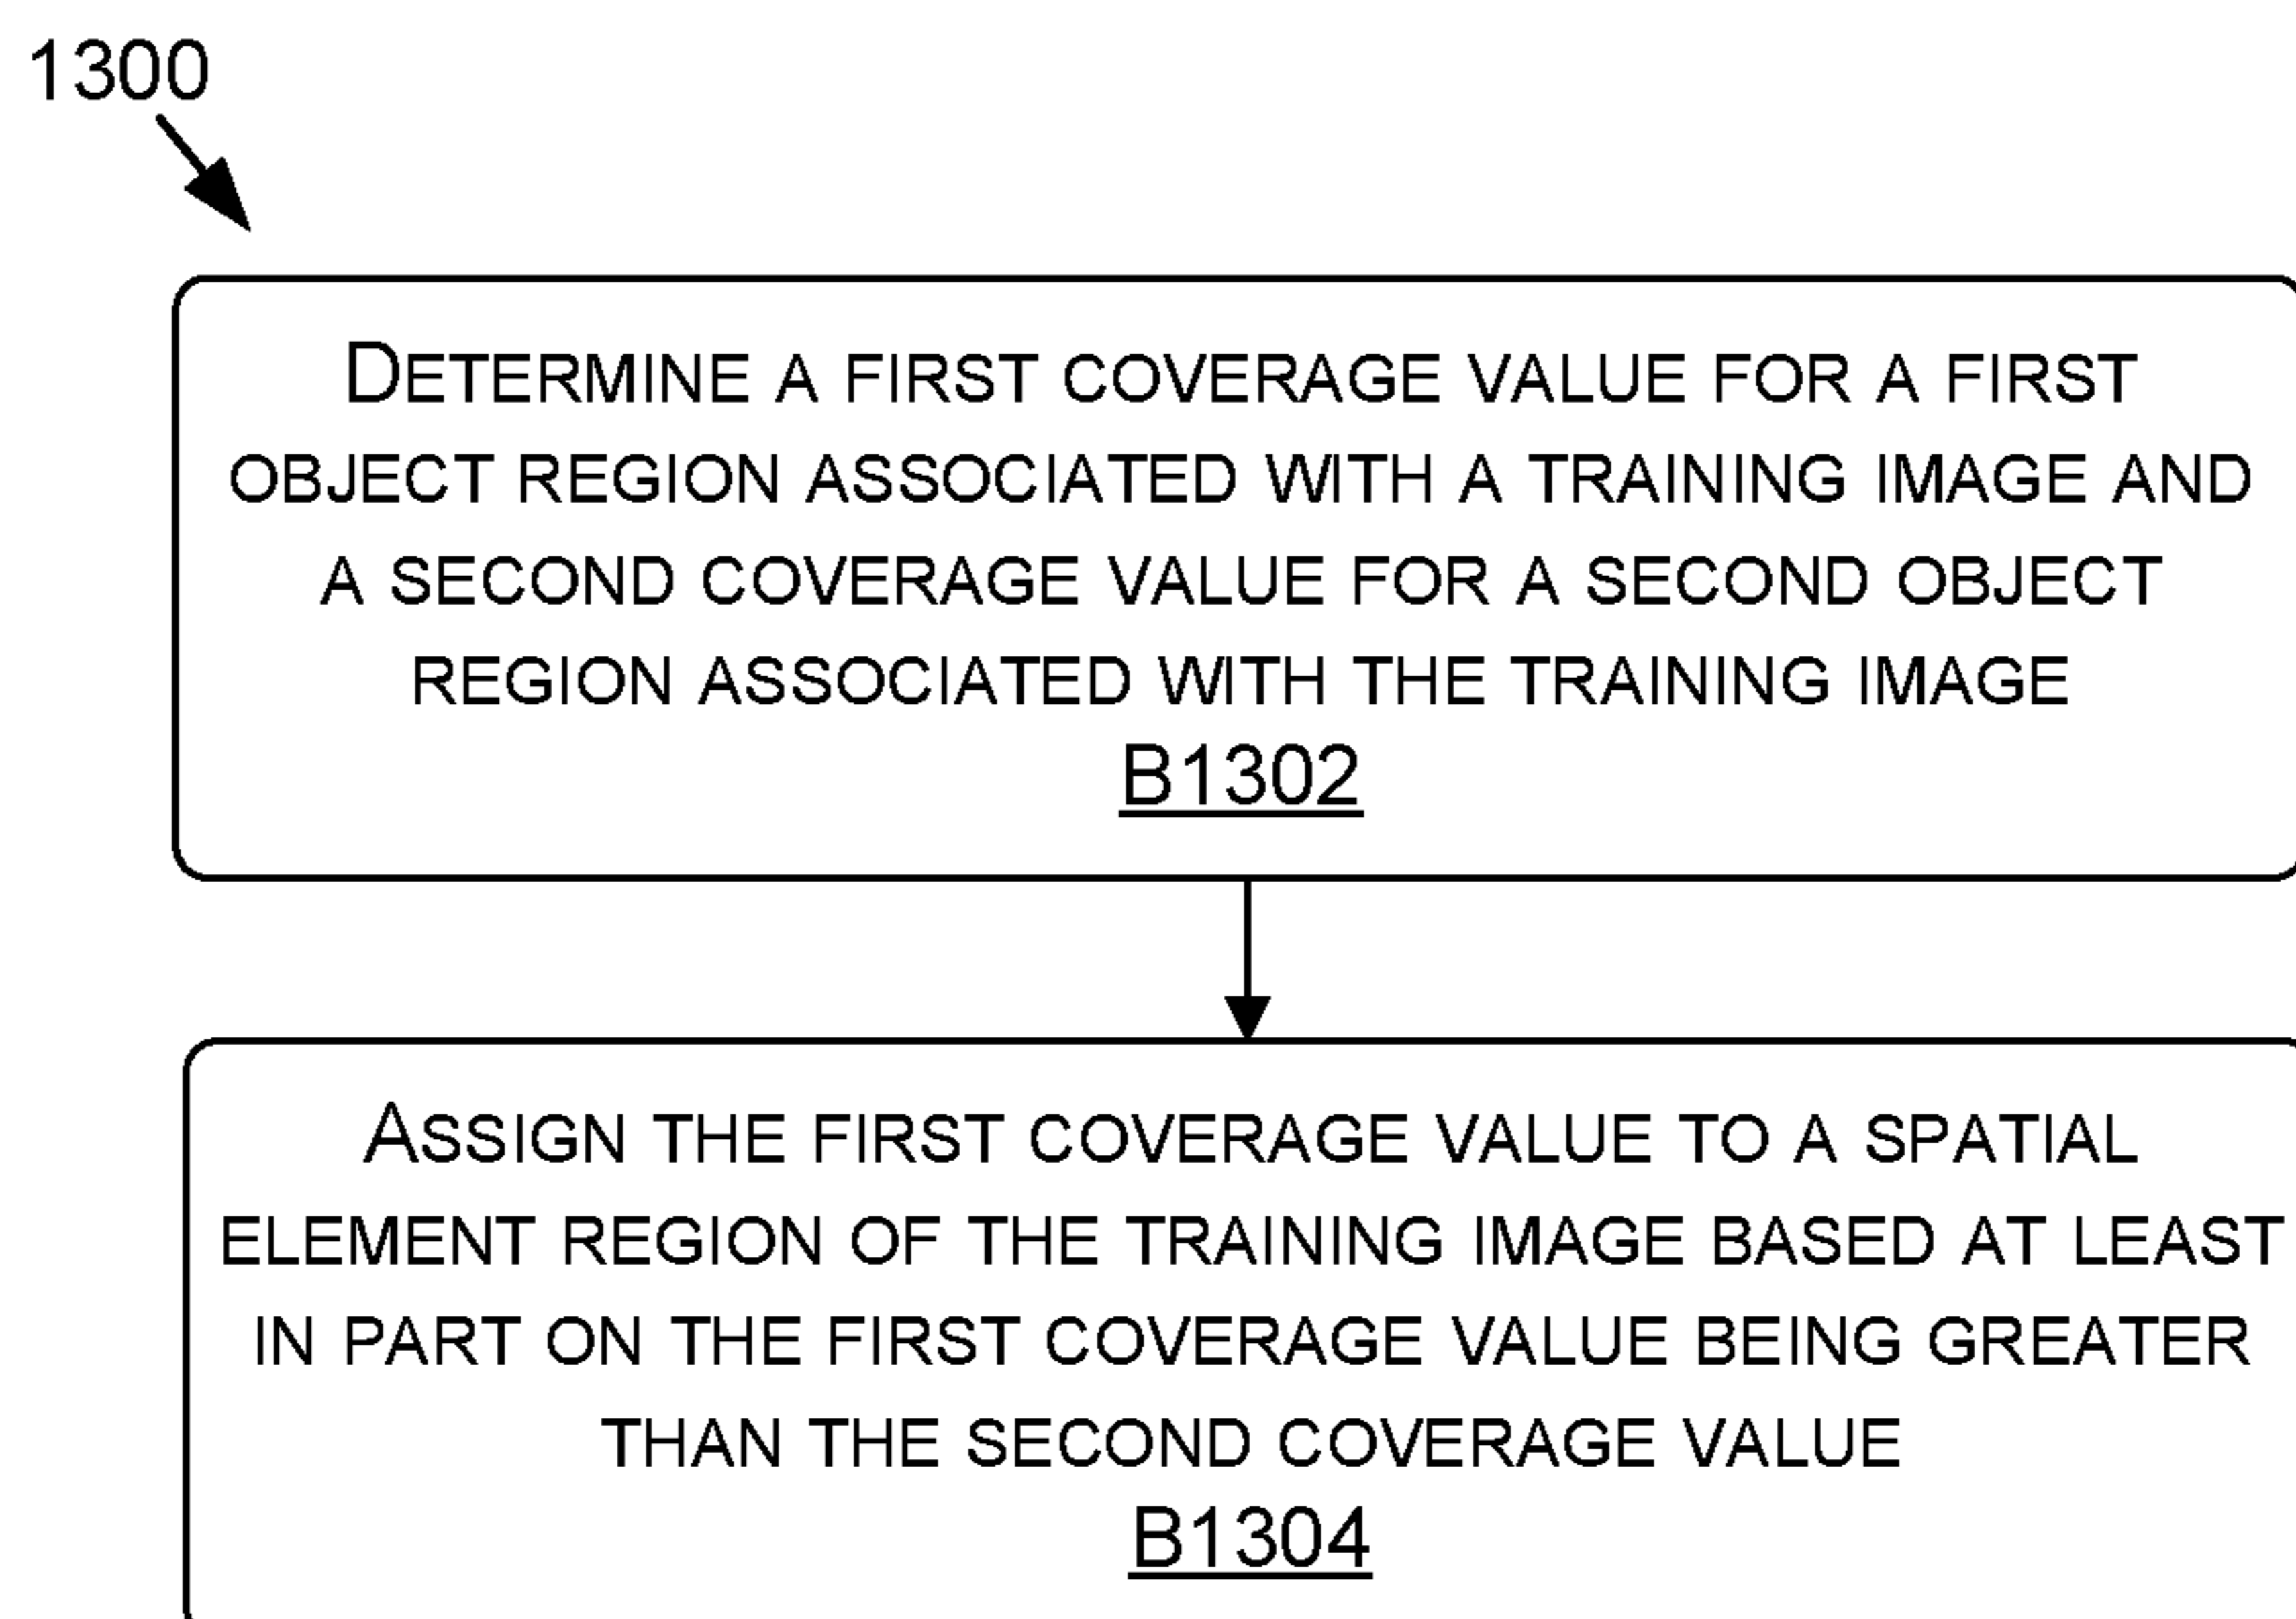 1300
DETERMINE A FIRST COVERAGE VALUE FOR A FIRST
OBJECT REGION ASSOCIATED WITH A TRAINING IMAGE AND
A SECOND COVERAGE VALUE FOR A SECOND OBJECT
REGION ASSOCIATED WITH THE TRAINING IMAGE
B1302
ASSIGN THE FIRST COVERAGE VALUE TO A SPATIAL
ELEMENT REGION OF THE TRAINING IMAGE BASED AT LEAST
IN PART ON THE FIRST COVERAGE VALUE BEING GREATER
THAN THE SECOND COVERAGE VALUE
B1304